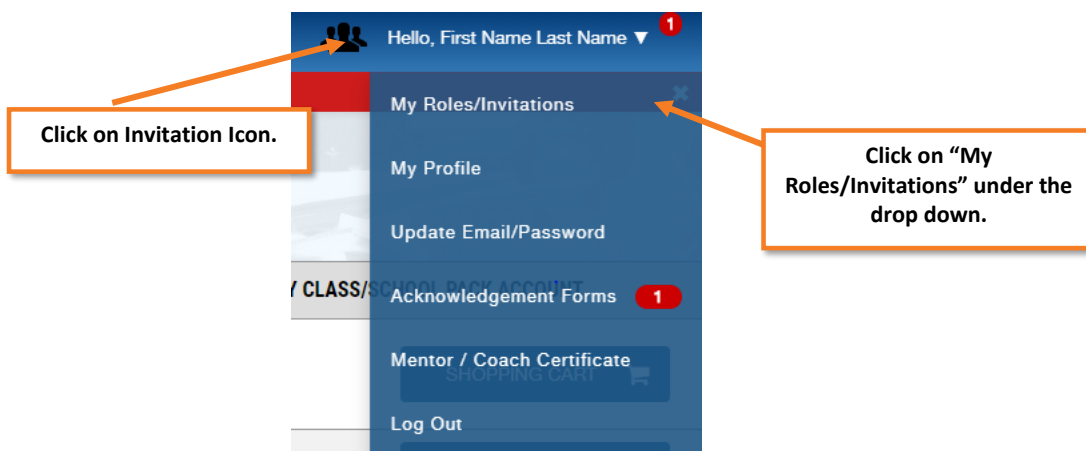 Hello, First Name Last Name ▼
1
My Roles/Invitations
Click on Invitation Icon.
Click on “My
Roles/Invitations” under the
drop down.
My Profile
Update Email/Password
Y CLASS/SCHOOL PACK ACCOUNT
Acknowledgement Forms 1
Mentor / Coach Certificate
SHOPPING CART
Log Out